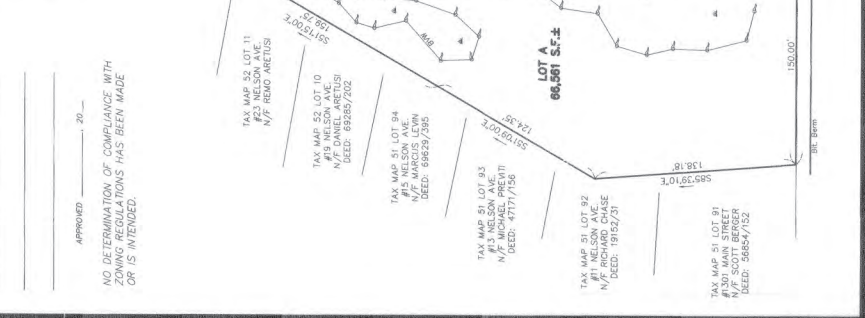 APPROVED ________, 20 __
NO DETERMINATION OF COMPLIANCE WITH
ZONING REGULATIONS HAS BEEN MADE
OR IS INTENDED.
TAX MAP 52 LOT 11
#23 NELSON AVE.
N/F REMO ARETUSI
TAX MAP 52 LOT 10
#19 NELSON AVE.
N/F DANIEL ARETUSI
DEED: 69285/202
TAX MAP 51 LOT 94
#15 NELSON AVE.
N/F MARCUS LEVIN
DEED: 69629/395
TAX MAP 51 LOT 93
#13 NELSON AVE.
N/F MICHAEL PREVITI
DEED: 47171/156
TAX MAP 51 LOT 92
#11 NELSON AVE.
N/F RICHARD CHASE
DEED: 19152/31
TAX MAP 51 LOT 91
#1301 MAIN STREET
N/F SCOTT BERGER
DEED: 56854/152
S51°15'00"E
159.75'
BVW
S51°09'00"E
124.35'
LOT A
66,561 S.F.±
S85°39'10"E
138.18'
150.00'
Bit. Berm